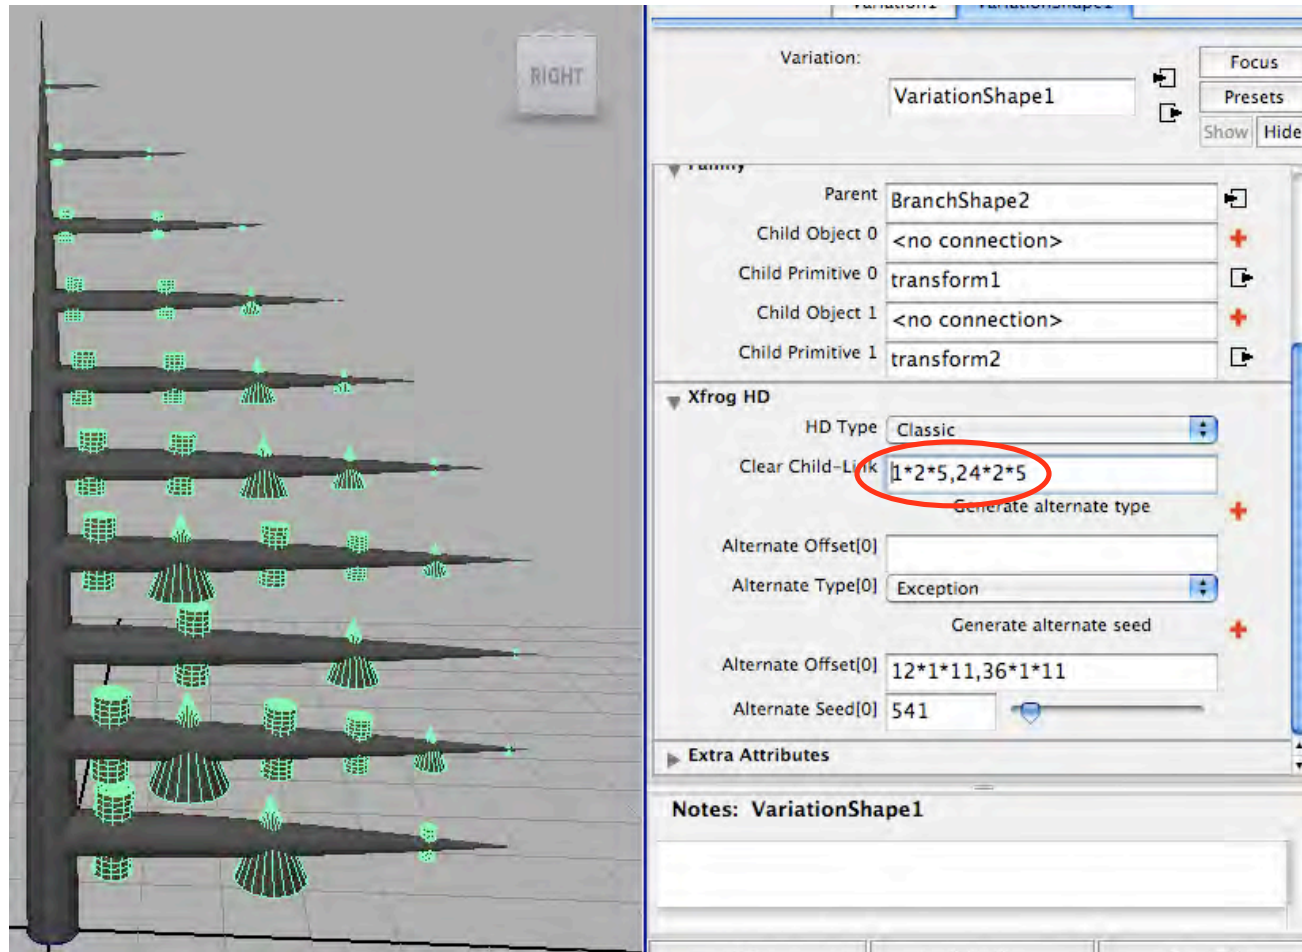 Variation1 VariationShape1
RIGHT
Variation:
VariationShape1
Focus
Presets
Show Hide
Family
Parent BranchShape2
Child Object 0 <no connection>
Child Primitive 0 transform1
Child Object 1 <no connection>
Child Primitive 1 transform2
Xfrog HD
HD Type Classic
Clear Child-Link 1*2*5,24*2*5
Generate alternate type
Alternate Offset[0]
Alternate Type[0] Exception
Generate alternate seed
Alternate Offset[0] 12*1*11,36*1*11
Alternate Seed[0] 541
Extra Attributes
Notes: VariationShape1